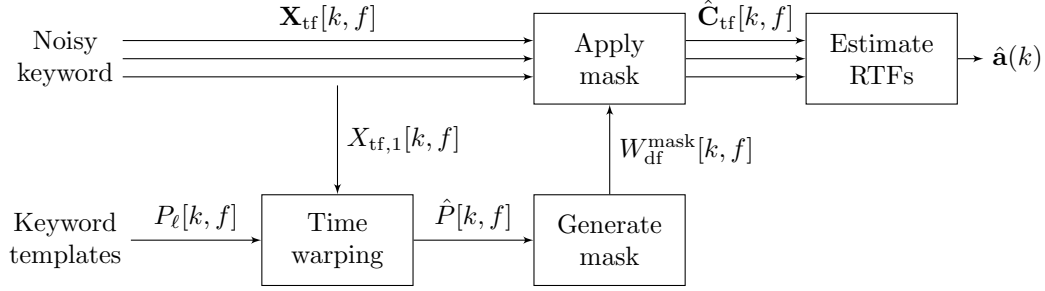 𝐗_tf[k, f]
Noisy
keyword
Apply
mask
𝐂̂_tf[k, f]
Estimate
RTFs
𝐚̂(k)
X_tf,1[k, f]
W_df^mask[k, f]
Keyword
templates
P_ℓ[k, f]
Time
warping
P̂[k, f]
Generate
mask